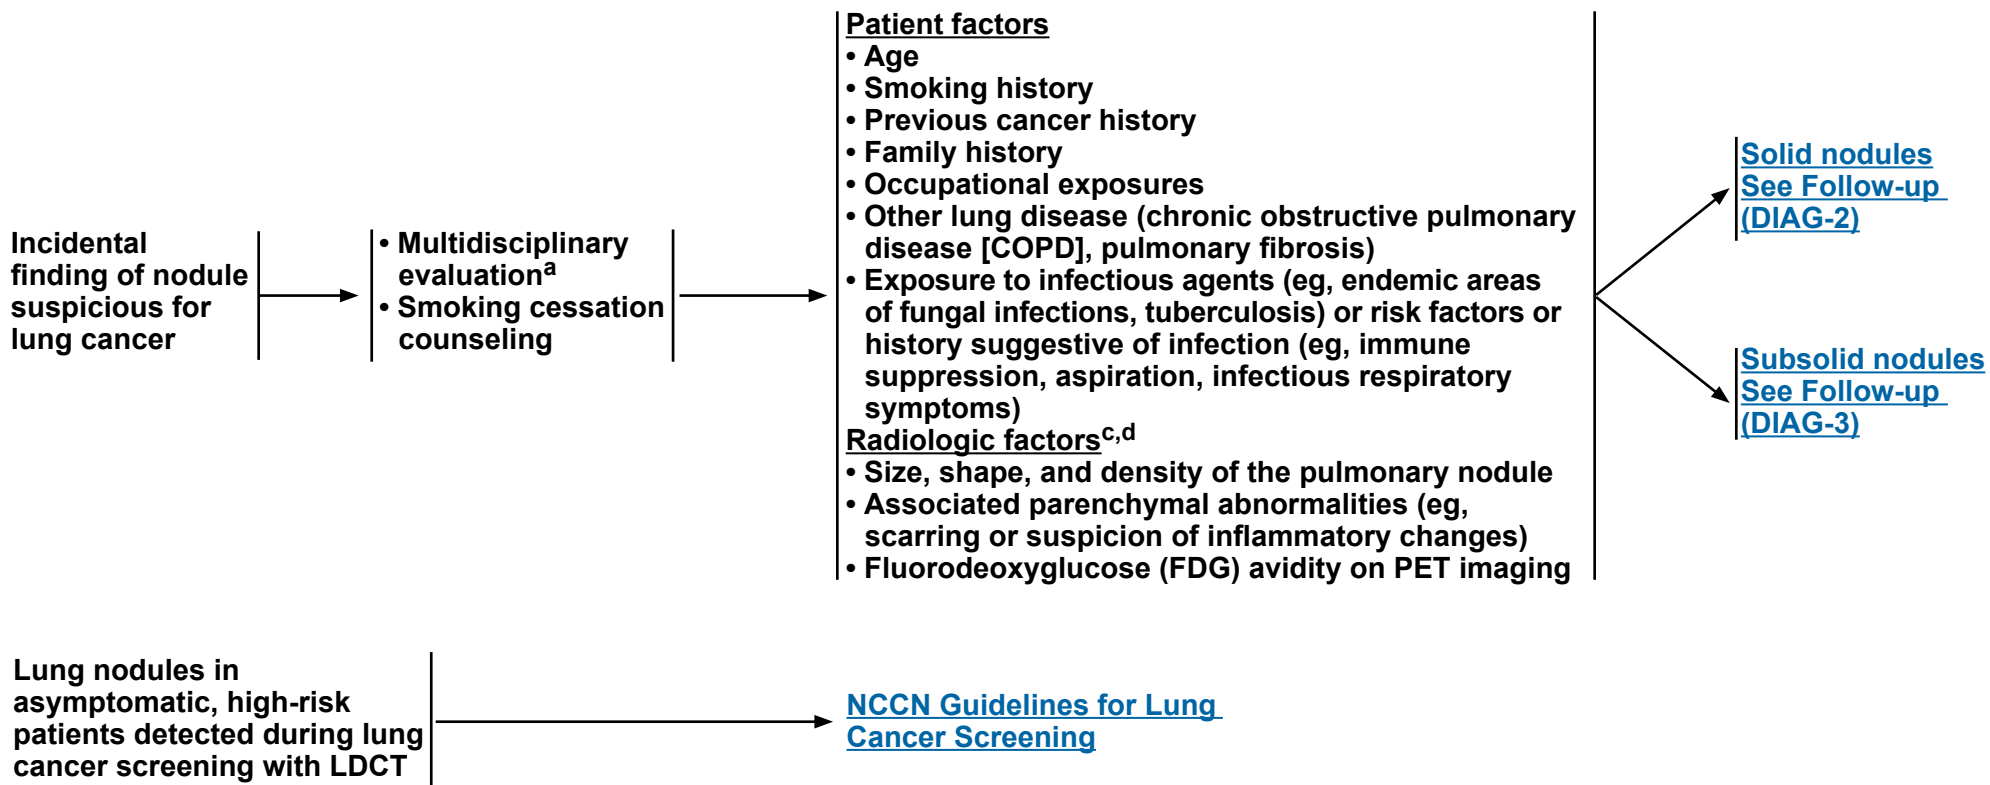 Incidental
finding of nodule
suspicious for
lung cancer
• Multidisciplinary
evaluationᵃ
• Smoking cessation
counseling
Patient factors
• Age
• Smoking history
• Previous cancer history
• Family history
• Occupational exposures
• Other lung disease (chronic obstructive pulmonary
disease [COPD], pulmonary fibrosis)
• Exposure to infectious agents (eg, endemic areas
of fungal infections, tuberculosis) or risk factors or
history suggestive of infection (eg, immune
suppression, aspiration, infectious respiratory
symptoms)
Radiologic factorsᶜ,ᵈ
• Size, shape, and density of the pulmonary nodule
• Associated parenchymal abnormalities (eg,
scarring or suspicion of inflammatory changes)
• Fluorodeoxyglucose (FDG) avidity on PET imaging
Solid nodules
See Follow-up
(DIAG-2)
Subsolid nodules
See Follow-up
(DIAG-3)
Lung nodules in
asymptomatic, high-risk
patients detected during lung
cancer screening with LDCT
NCCN Guidelines for Lung
Cancer Screening